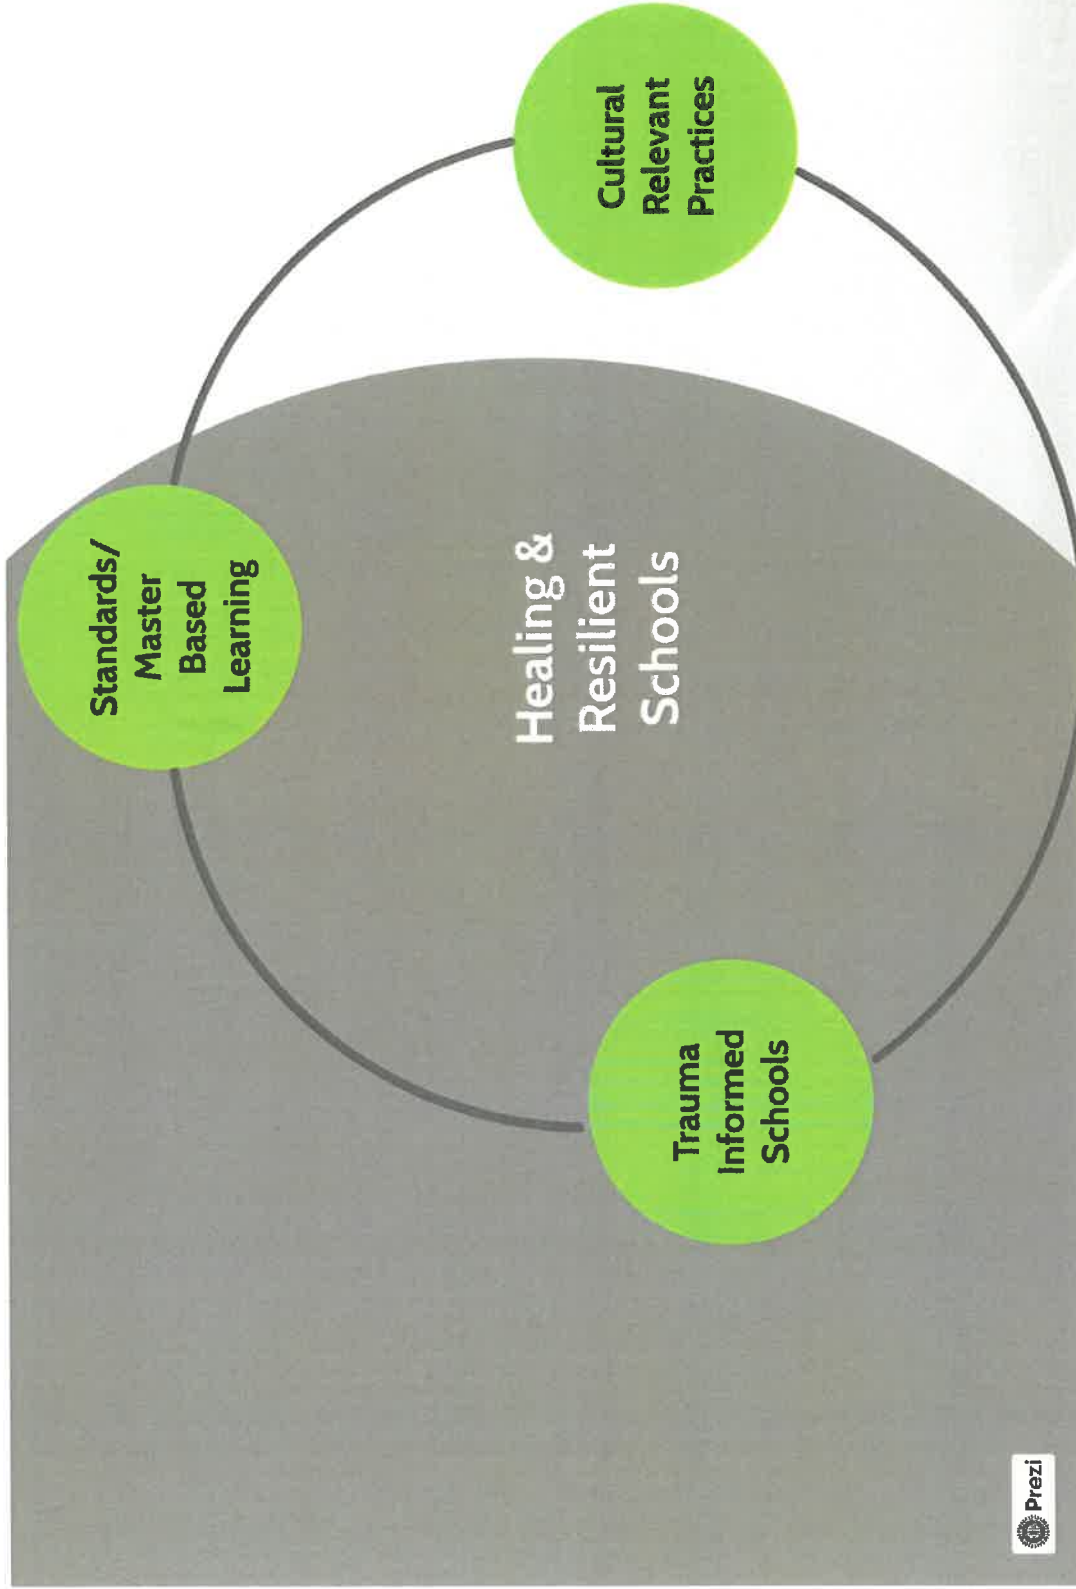 Standards/
Master
Based
Learning
Healing &
Resilient
Schools
Cultural
Relevant
Practices
Trauma
Informed
Schools
Prezi